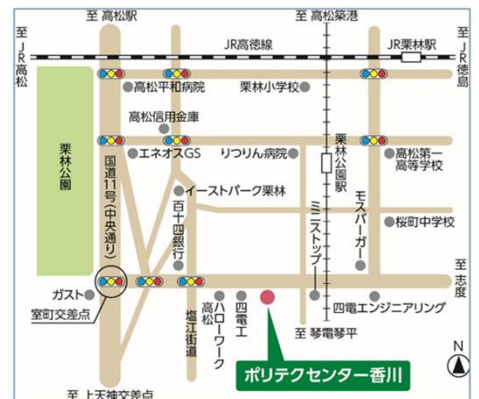 至 高松駅
至 高松築港
至 JR高松
JR高徳線
JR栗林駅
至 JR徳島
高松平和病院
栗林小学校
高松信用金庫
栗林公園
国道11号(中央通り)
エネオスGS
りつりん病院
栗林公園駅
高松第一
高等学校
イーストパーク栗林
百十四銀行
ミニストップ
モスバーガー
桜町中学校
至 志度
ガスト
室町交差点
塩江街道
ハローワーク
高松
四電工
四電エンジニアリング
至 琴電琴平
N
ポリテクセンター香川
至 上天神交差点